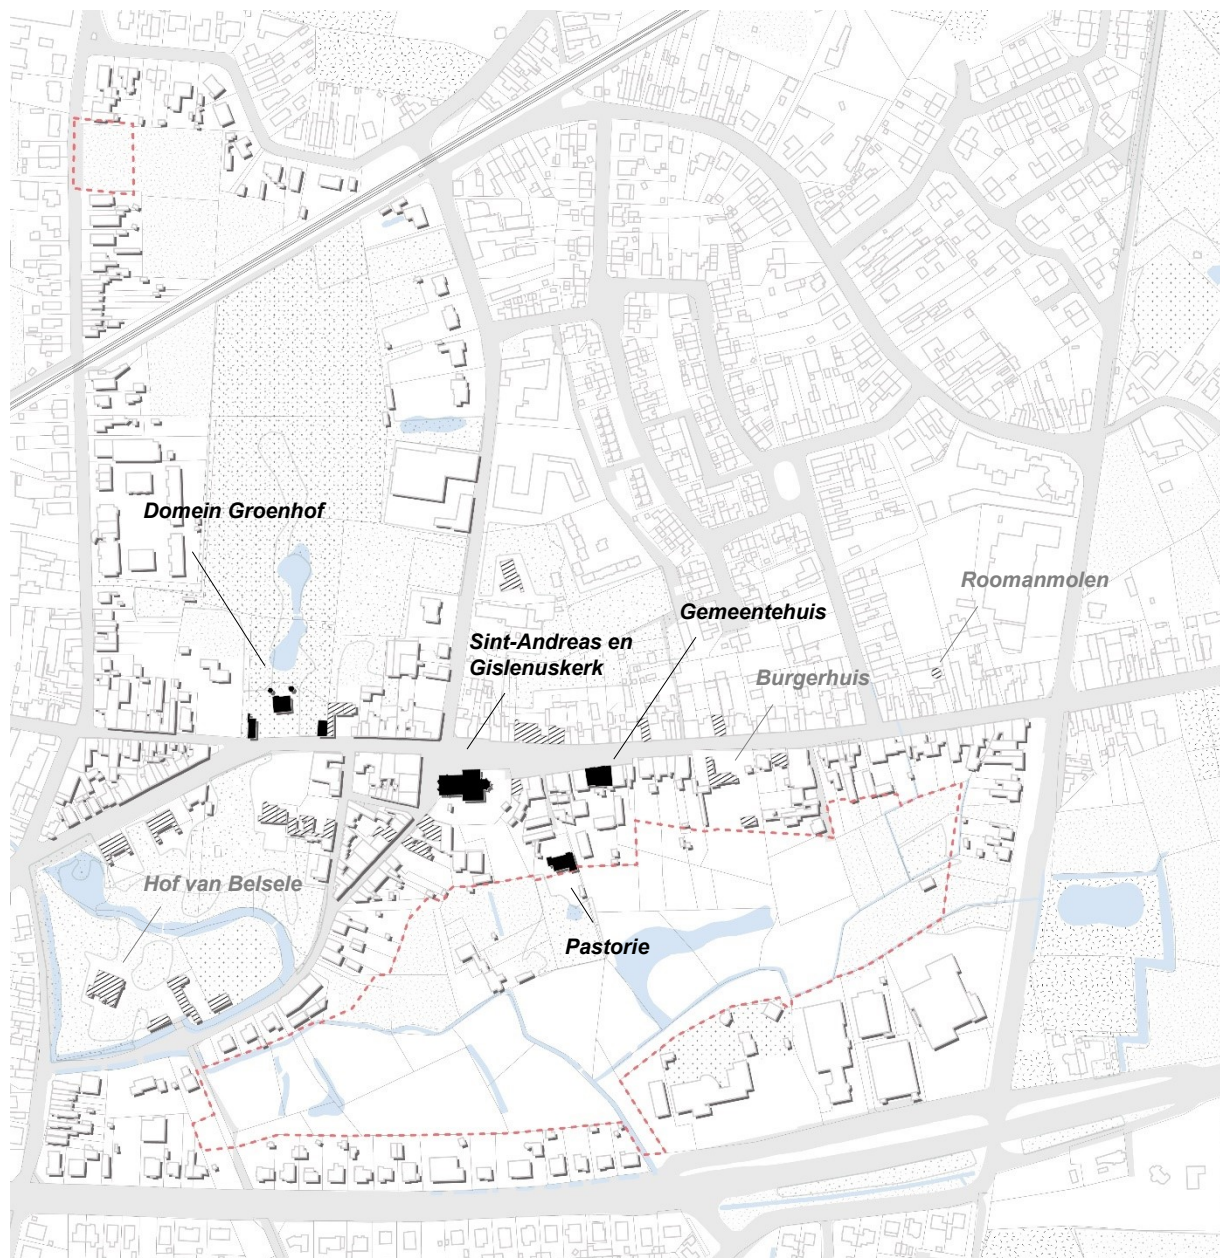 Domein Groenhof
Roomanmolen
Gemeentehuis
Sint-Andreas en
Gislenuskerk
Burgerhuis
Hof van Belsele
Pastorie